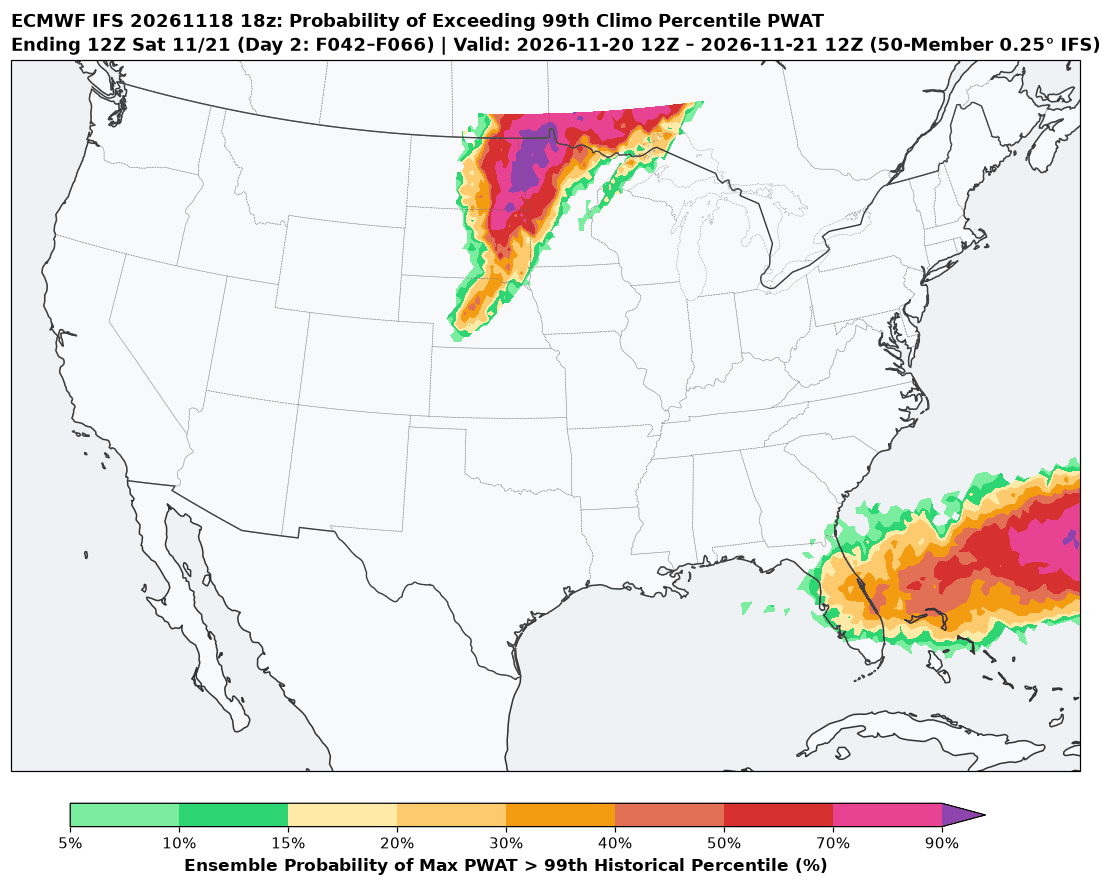 ECMWF IFS 20261118 18z: Probability of Exceeding 99th Climo Percentile PWAT
Ending 12Z Sat 11/21 (Day 2: F042–F066) | Valid: 2026-11-20 12Z – 2026-11-21 12Z (50-Member 0.25° IFS)
5% 10% 15% 20% 30% 40% 50% 70% 90%
Ensemble Probability of Max PWAT > 99th Historical Percentile (%)